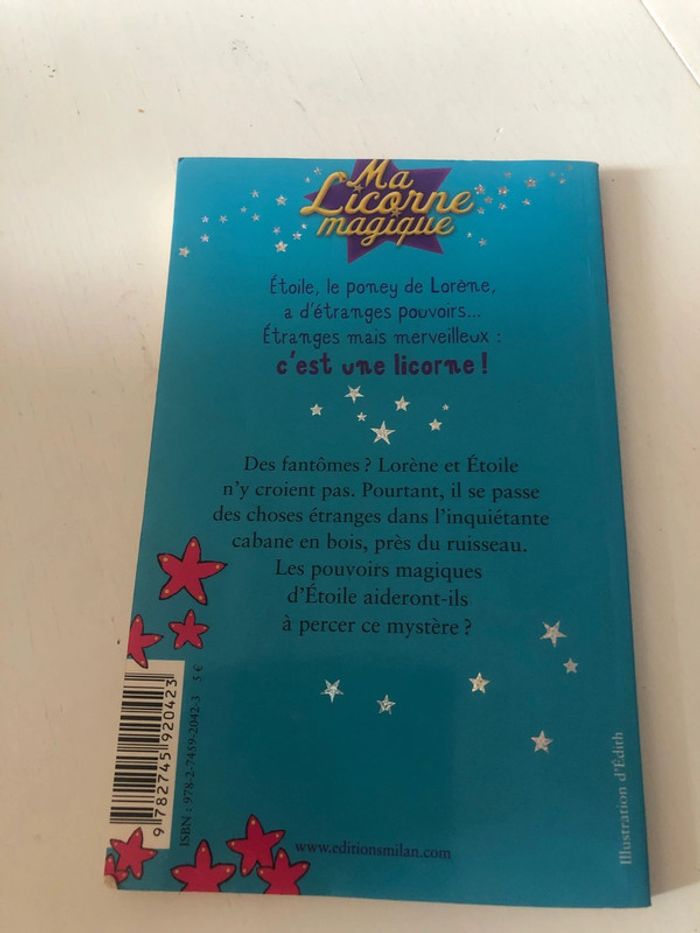 Ma
Licorne
magique
Étoile, le poney de Lorène,
a d'étranges pouvoirs...
Étranges mais merveilleux :
c'est une licorne !
Des fantômes ? Lorène et Étoile
n'y croient pas. Pourtant, il se passe
des choses étranges dans l'inquiétante
cabane en bois, près du ruisseau.
Les pouvoirs magiques
d'Étoile aideront-ils
à percer ce mystère ?
9 782745 920423
ISBN : 978-2-7459-2042-3 5 €
www.editionsmilan.com
Illustration d'Édith